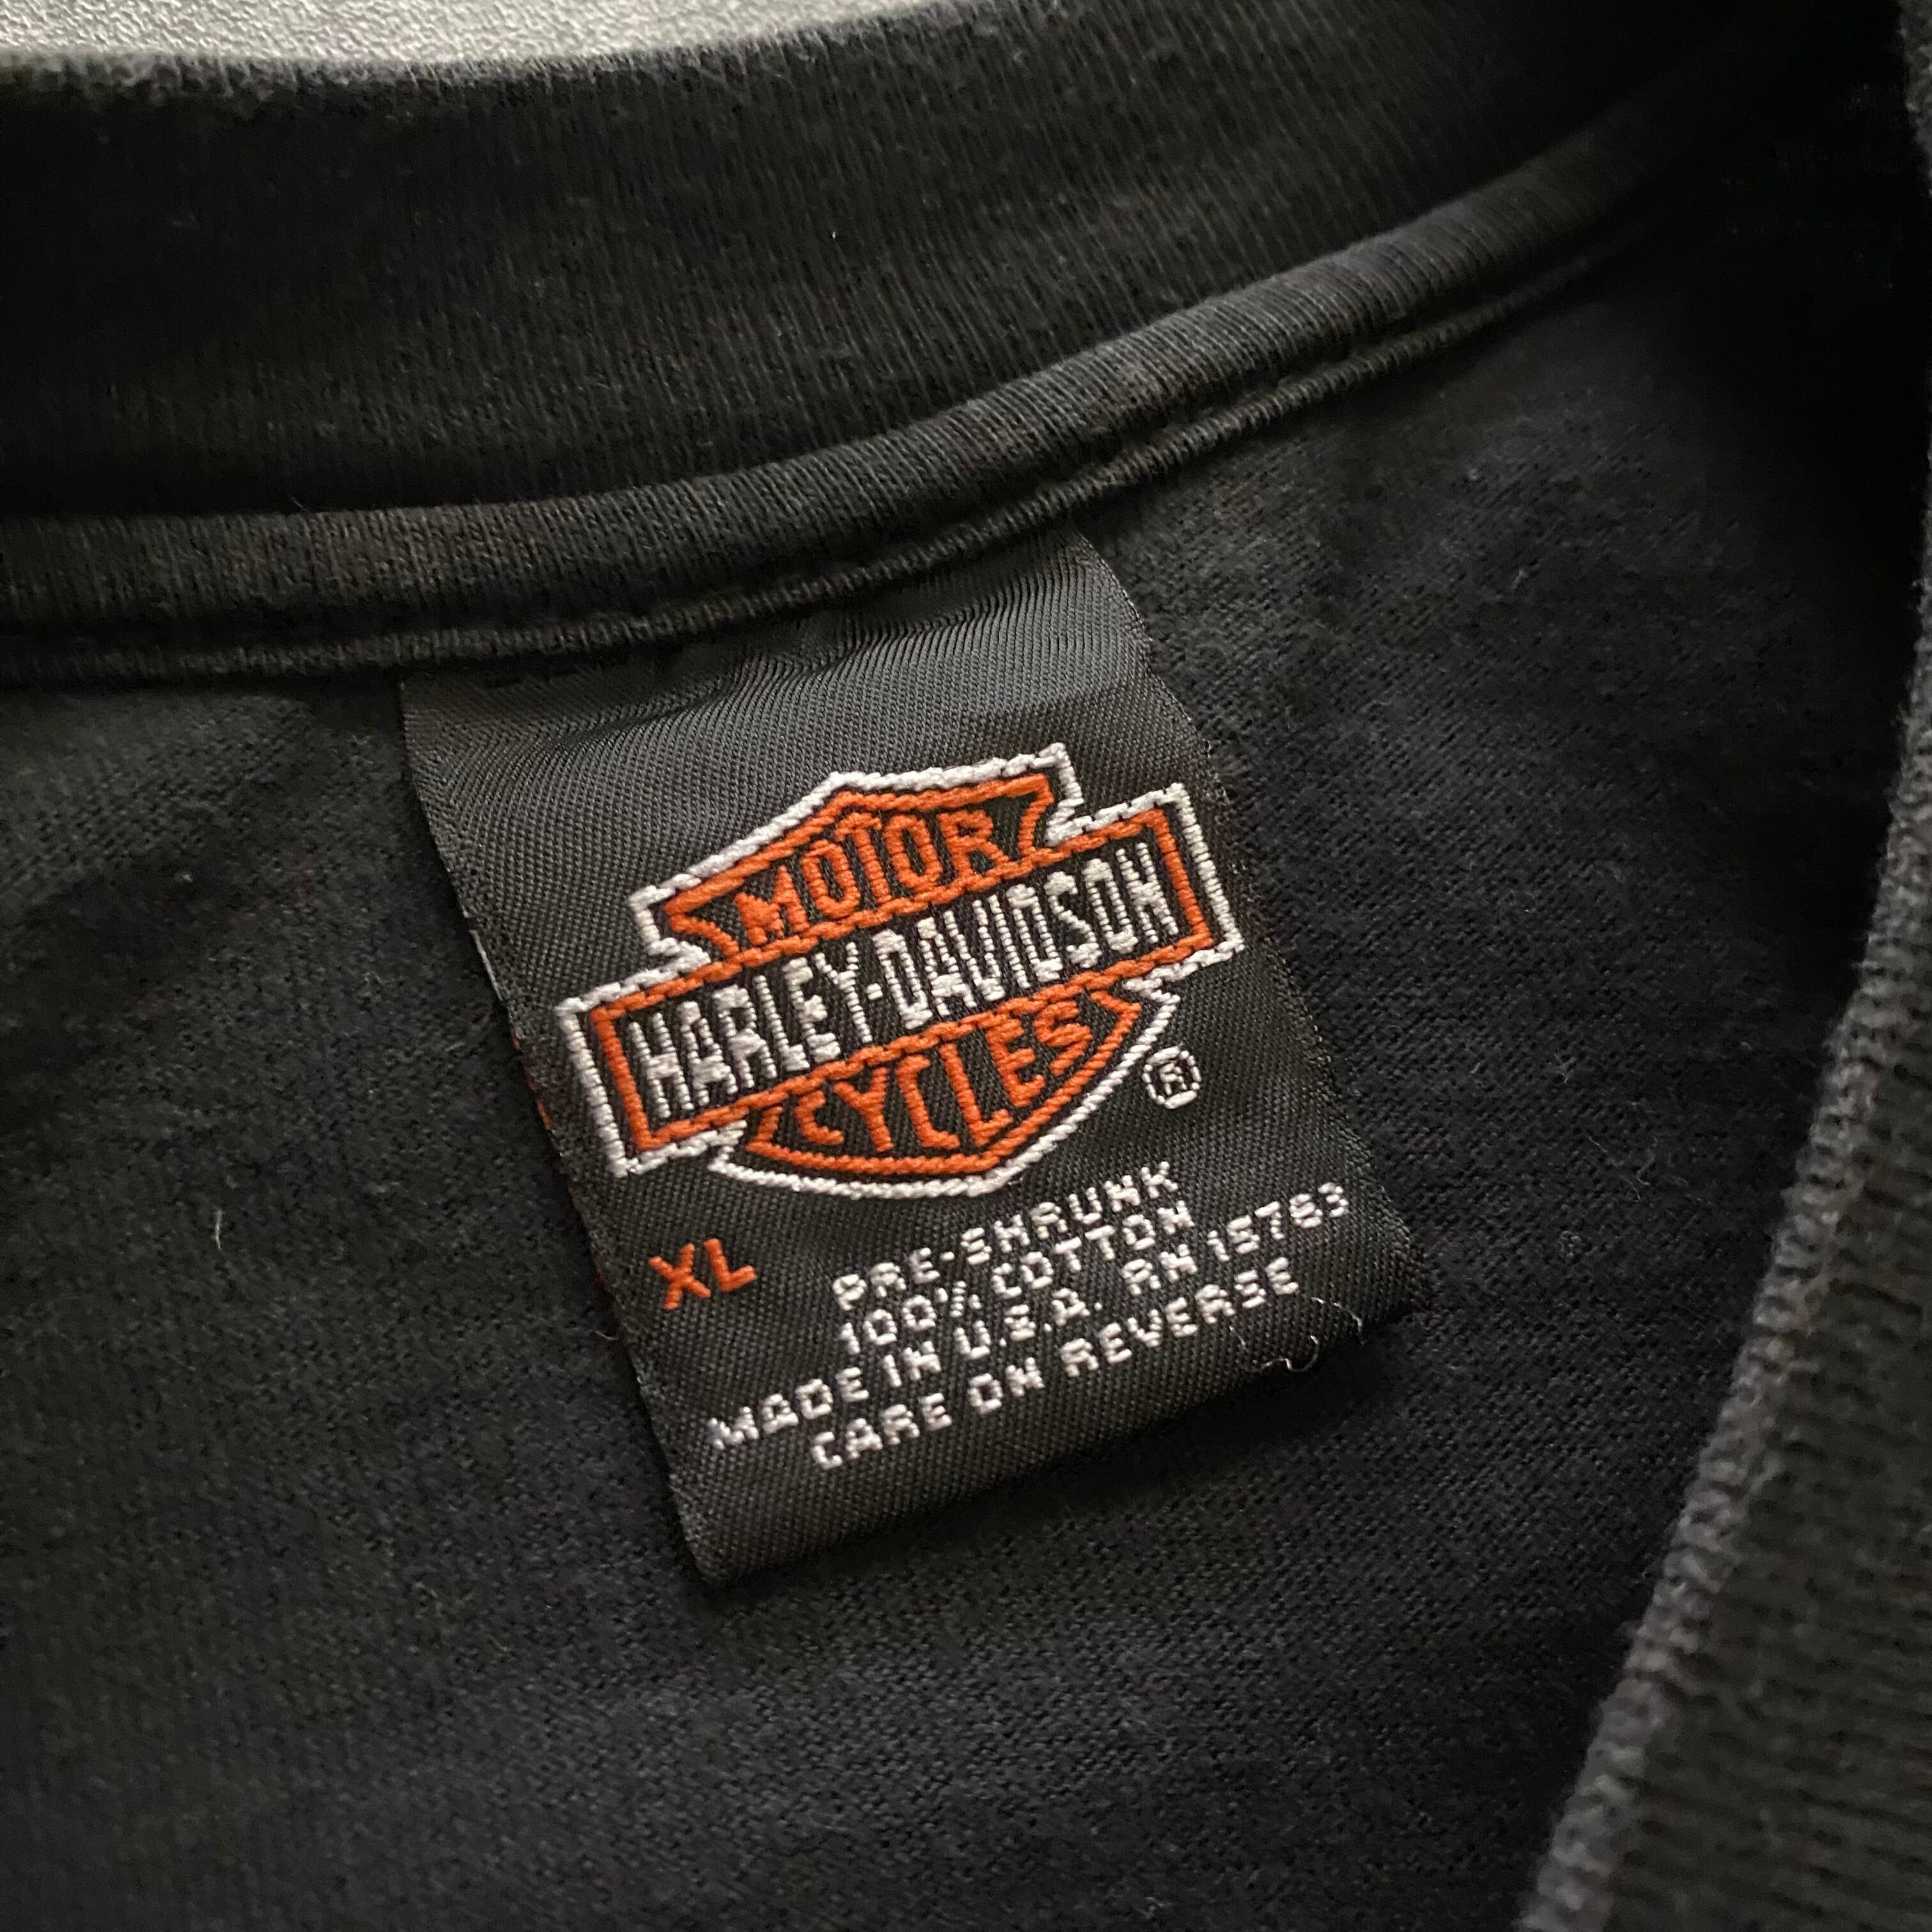 MOTOR
HARLEY-DAVIDSON
CYCLES
®
XL
PRE-SHRUNK
100% COTTON
MADE IN U.S.A. RN 15763
CARE ON REVERSE